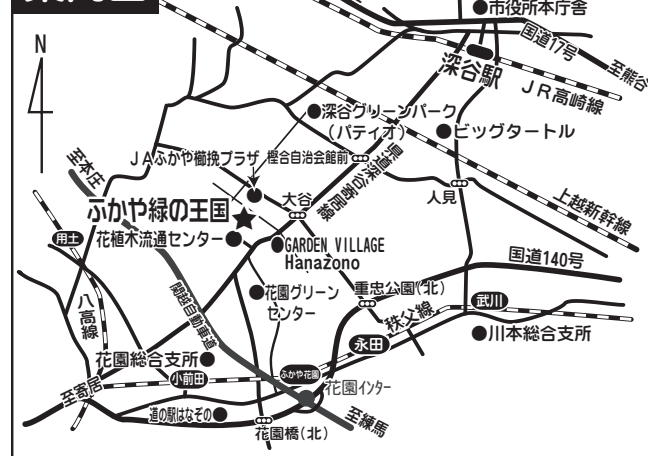 市役所本庁舎
N
国道17号
至熊谷
深谷駅
JR高崎線
深谷グリーンパーク
(パティオ)
ビッグタートル
JAふかや櫛挽プラザ
樫合自治会館前
県道深谷寄居線
至本庄
大谷
人見
上越新幹線
ふかや緑の王国
用土
花植木流通センター
GARDEN VILLAGE
Hanazono
国道140号
関越自動車道
花園グリーン
センター
重忠公園(北)
八高線
秩父線
武川
川本総合支所
永田
花園総合支所
小前田
ふかや花園
花園インター
至寄居
道の駅はなぞの
花園橋(北)
至練馬